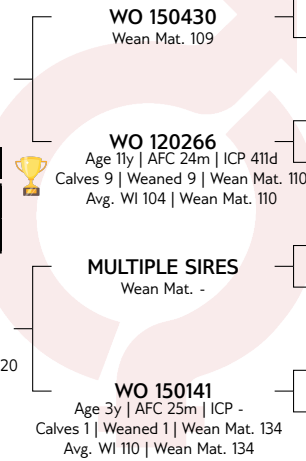 WO 150430
Wean Mat. 109
WO 120266
Age 11y | AFC 24m | ICP 411d
Calves 9 | Weaned 9 | Wean Mat. 110
Avg. WI 104 | Wean Mat. 110
MULTIPLE SIRES
Wean Mat. -
20
WO 150141
Age 3y | AFC 25m | ICP -
Calves 1 | Weaned 1 | Wean Mat. 134
Avg. WI 110 | Wean Mat. 134